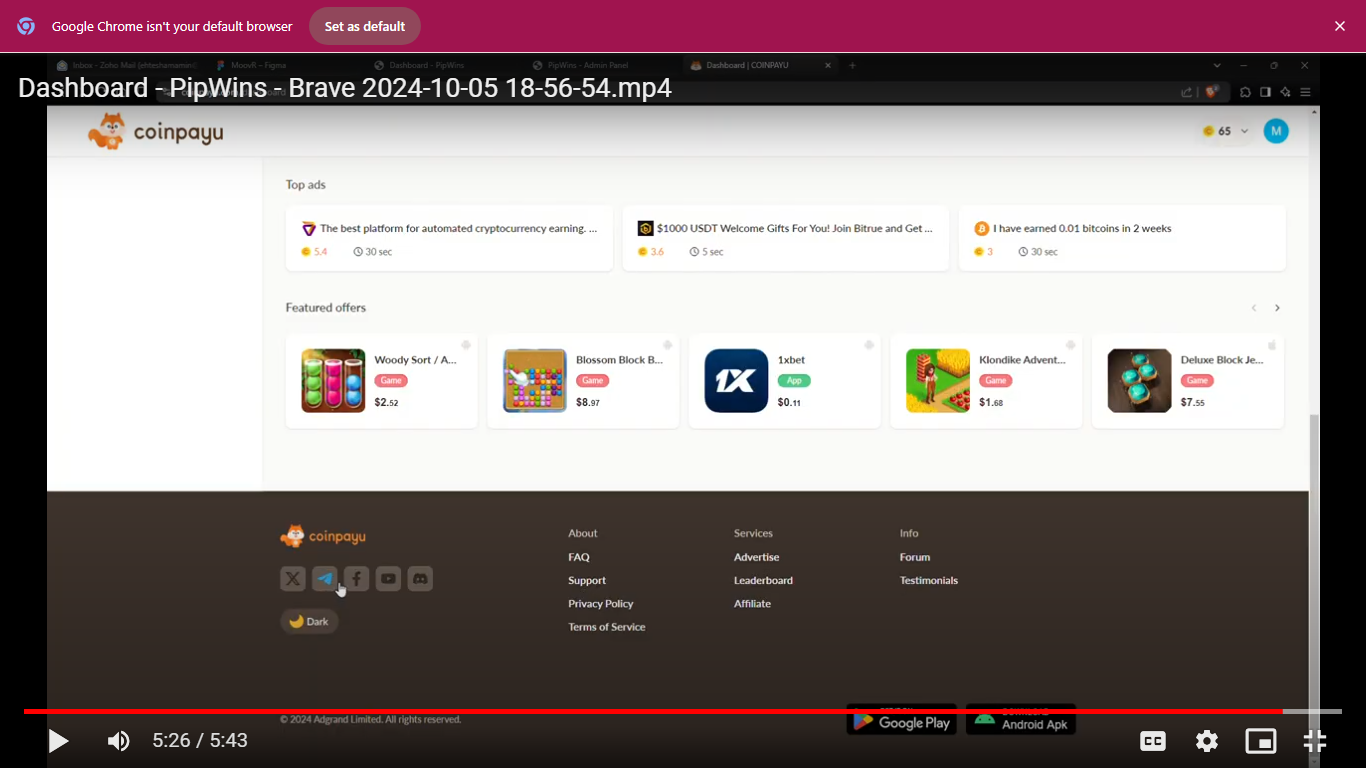 Google Chrome isn't your default browser
Set as default
Inbox - Zoho Mail (ehteshamamin
MoovR - Figma
Dashboard - PipWins
PipWins - Admin Panel
Dashboard | COINPAYU
Dashboard - PipWins - Brave 2024-10-05 18-56-54.mp4
coinpayu
65
M
Top ads
The best platform for automated cryptocurrency earning. ...
5.4
30 sec
$1000 USDT Welcome Gifts For You! Join Bitrue and Get ...
3.6
5 sec
I have earned 0.01 bitcoins in 2 weeks
3
30 sec
Featured offers
Woody Sort / A...
Game
$2.52
Blossom Block B...
Game
$8.97
1X
1xbet
App
$0.11
Klondike Advent...
Game
$1.68
Deluxe Block Je...
Game
$7.55
coinpayu
Dark
About
FAQ
Support
Privacy Policy
Terms of Service
Services
Advertise
Leaderboard
Affiliate
Info
Forum
Testimonials
© 2024 Adgrand Limited. All rights reserved.
Google Play
Android Apk
5:26 / 5:43
CC